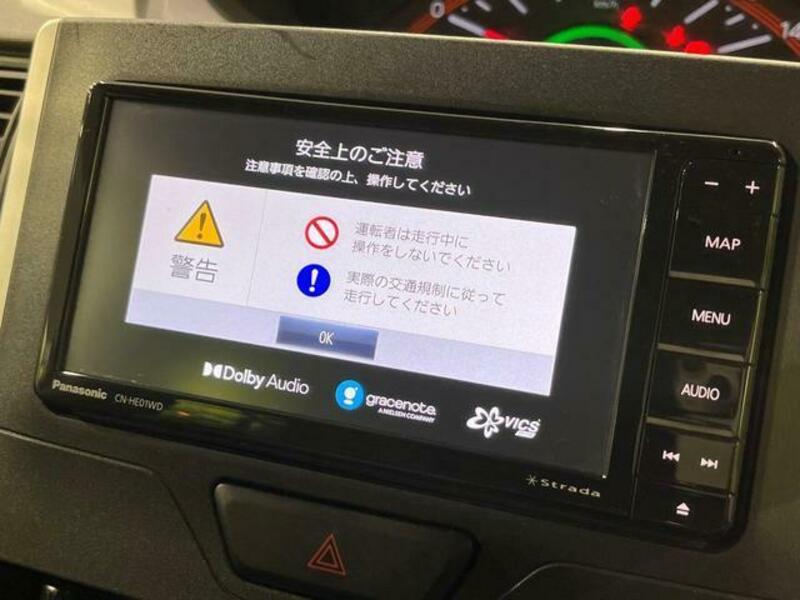 0
km/h
14
安全上のご注意
注意事項を確認の上、操作してください
警告
運転者は走行中に
操作をしないでください
実際の交通規制に従って
走行してください
OK
Dolby Audio
gracenote.
A NIELSEN COMPANY
VICS
Panasonic CN-HE01WD
Strada
− +
MAP
MENU
AUDIO